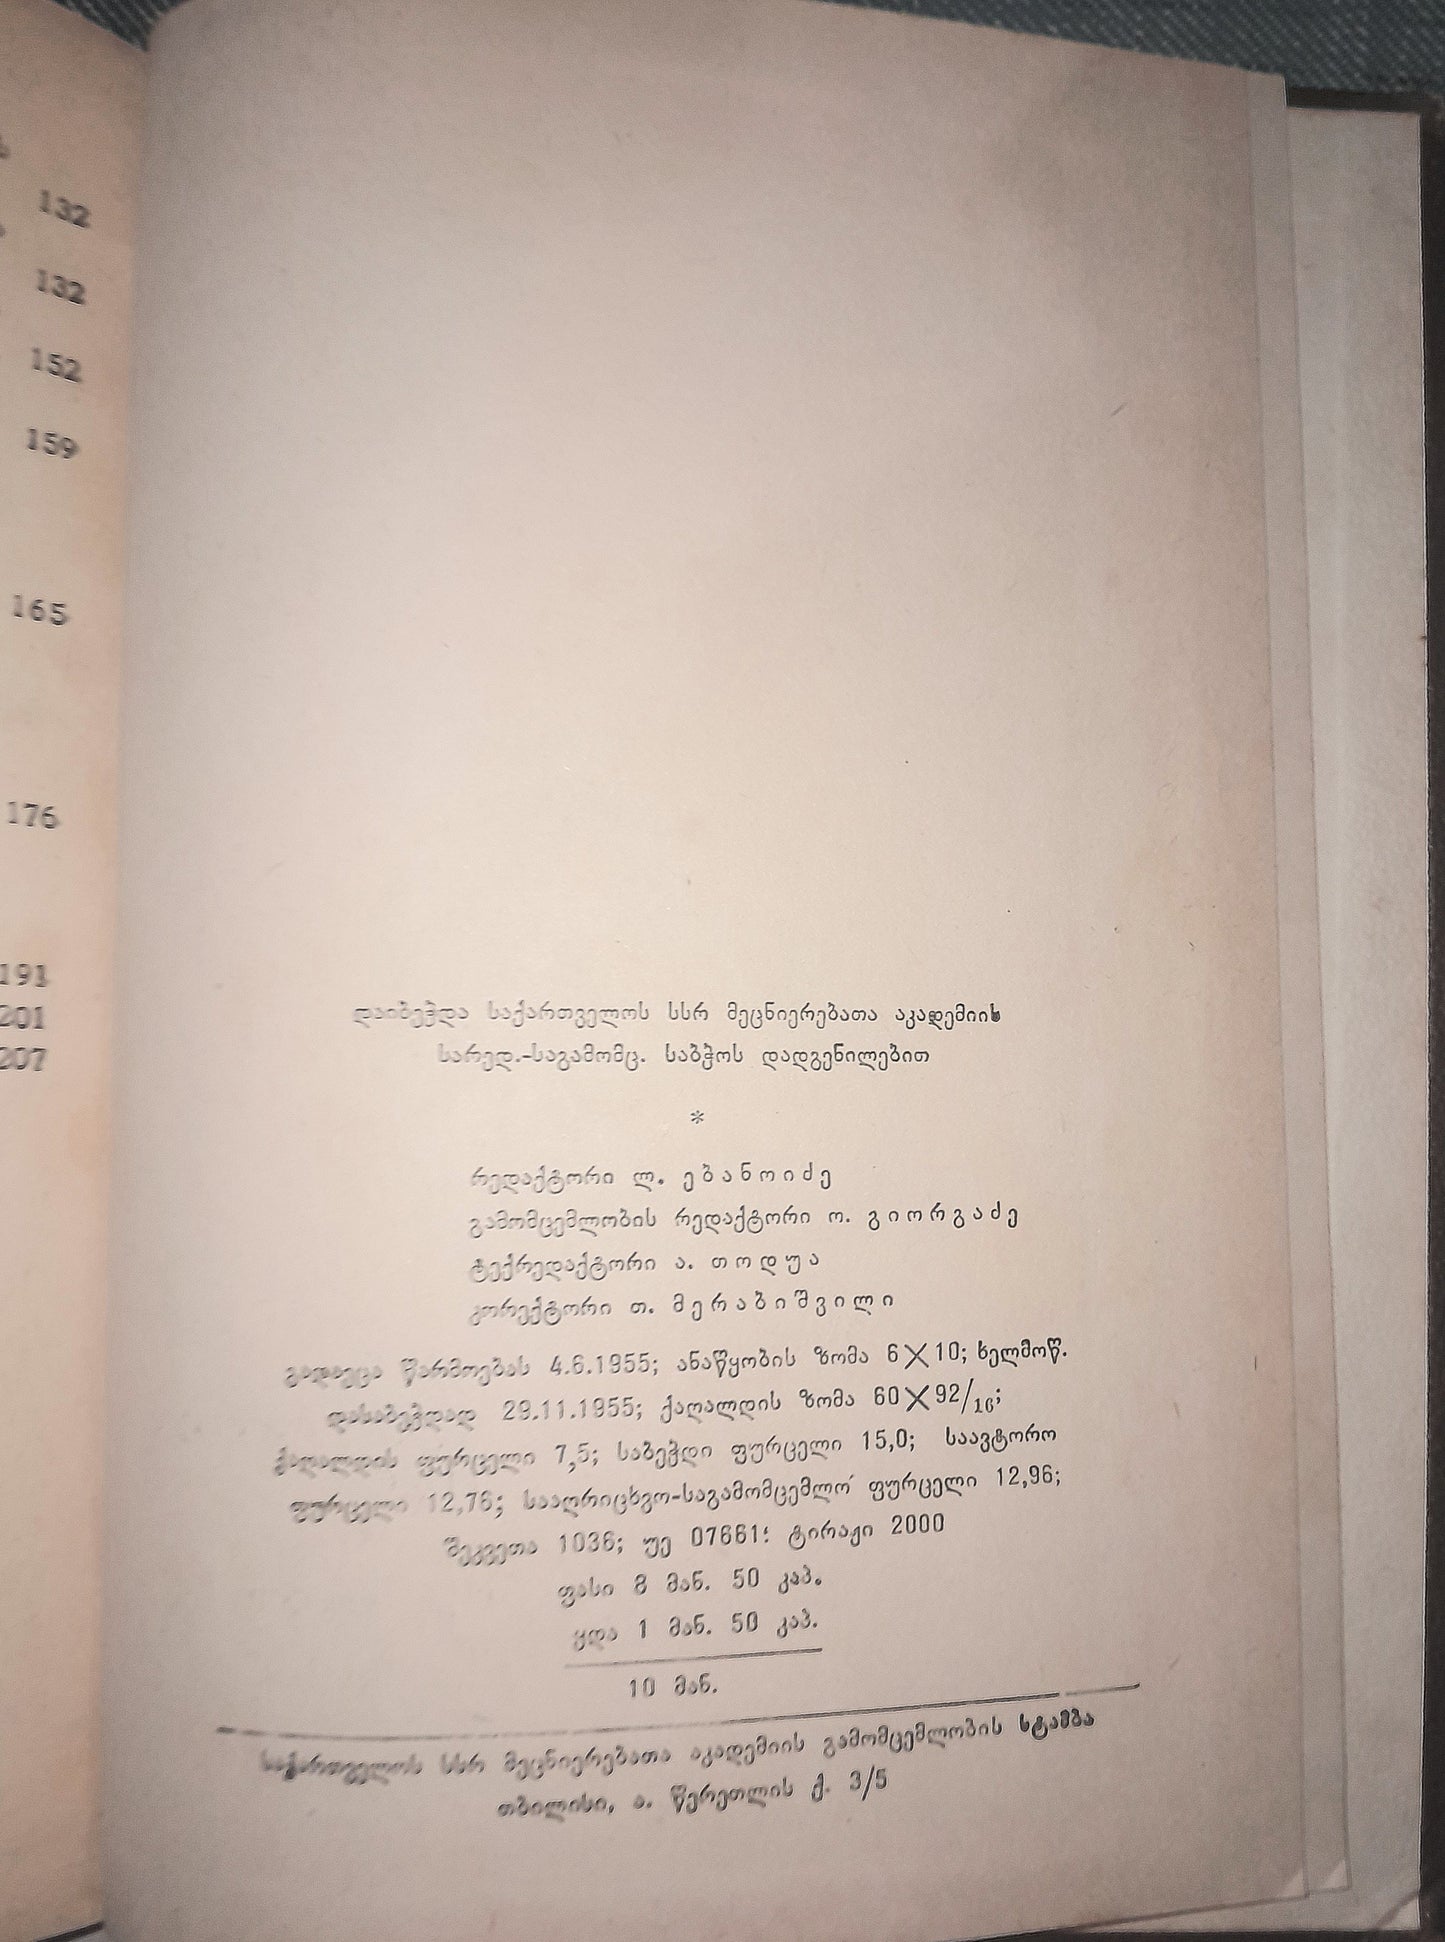 132
132
152
159
165
176
191
201
207
დაიბეჭდა საქართველოს სსრ მეცნიერებათა აკადემიის
სარედ.-საგამომც. საბჭოს დადგენილებით
*
რედაქტორი ლ. ებანოიძე
გამომცემლობის რედაქტორი ო. გიორგაძე
ტექრედაქტორი ა. თოდუა
კორექტორი თ. მერაბიშვილი
გადაეცა წარმოებას 4.6.1955; ანაწყობის ზომა 6×10; ხელმოწ.
დასაბეჭდად 29.11.1955; ქაღალდის ზომა 60×92/16;
ქაღალდის ფურცელი 7,5; საბეჭდი ფურცელი 15,0; საავტორო
ფურცელი 12,76; სააღრიცხვო-საგამომცემლო ფურცელი 12,96;
შეკვეთა 1036; უე 07661; ტირაჟი 2000
ფასი 8 მან. 50 კაპ.
ყდა 1 მან. 50 კაპ.
10 მან.
საქართველოს სსრ მეცნიერებათა აკადემიის გამომცემლობის სტამბა
თბილისი, ა. წერეთლის ქ. 3/5